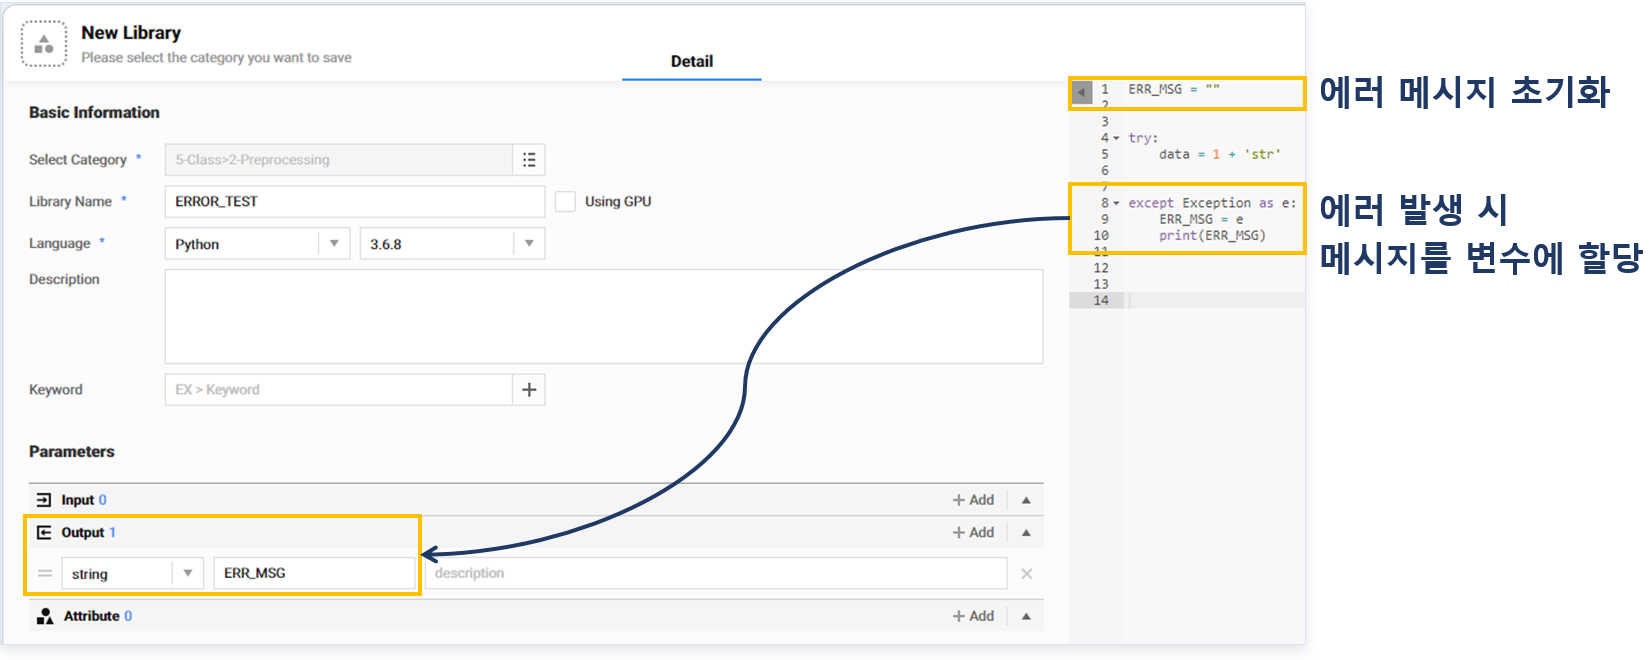 New Library
Please select the category you want to save
Detail
Basic Information
Select Category *
5-Class>2-Preprocessing
Library Name *
ERROR_TEST
Using GPU
Language *
Python
3.6.8
Description
Keyword
EX > Keyword
Parameters
Input 0
Add
Output 1
Add
string
ERR_MSG
description
Attribute 0
Add
1 ERR_MSG = ""
2
3
4 try:
5 data = 1 + 'str'
6
7
8 except Exception as e:
9 ERR_MSG = e
10 print(ERR_MSG)
11
12
13
14
에러 메시지 초기화
에러 발생 시
메시지를 변수에 할당